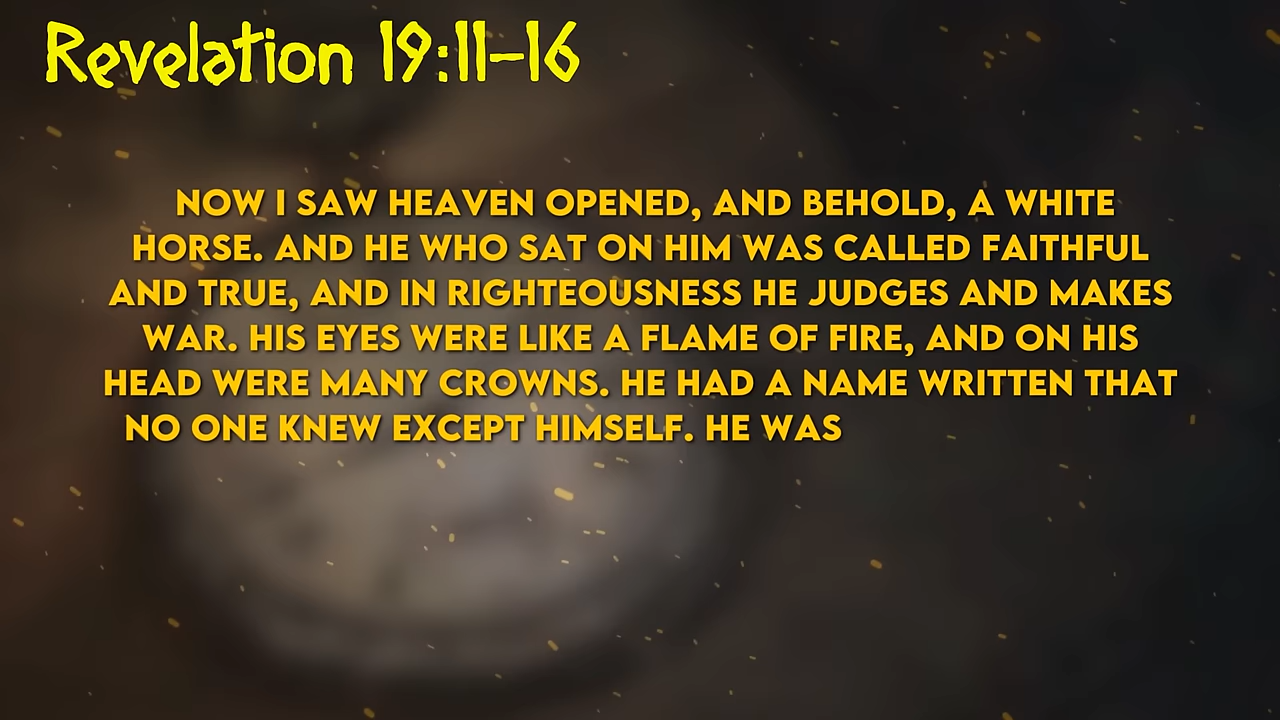 Revelation 19:11-16
NOW I SAW HEAVEN OPENED, AND BEHOLD, A WHITE
HORSE. AND HE WHO SAT ON HIM WAS CALLED FAITHFUL
AND TRUE, AND IN RIGHTEOUSNESS HE JUDGES AND MAKES
WAR. HIS EYES WERE LIKE A FLAME OF FIRE, AND ON HIS
HEAD WERE MANY CROWNS. HE HAD A NAME WRITTEN THAT
NO ONE KNEW EXCEPT HIMSELF. HE WAS